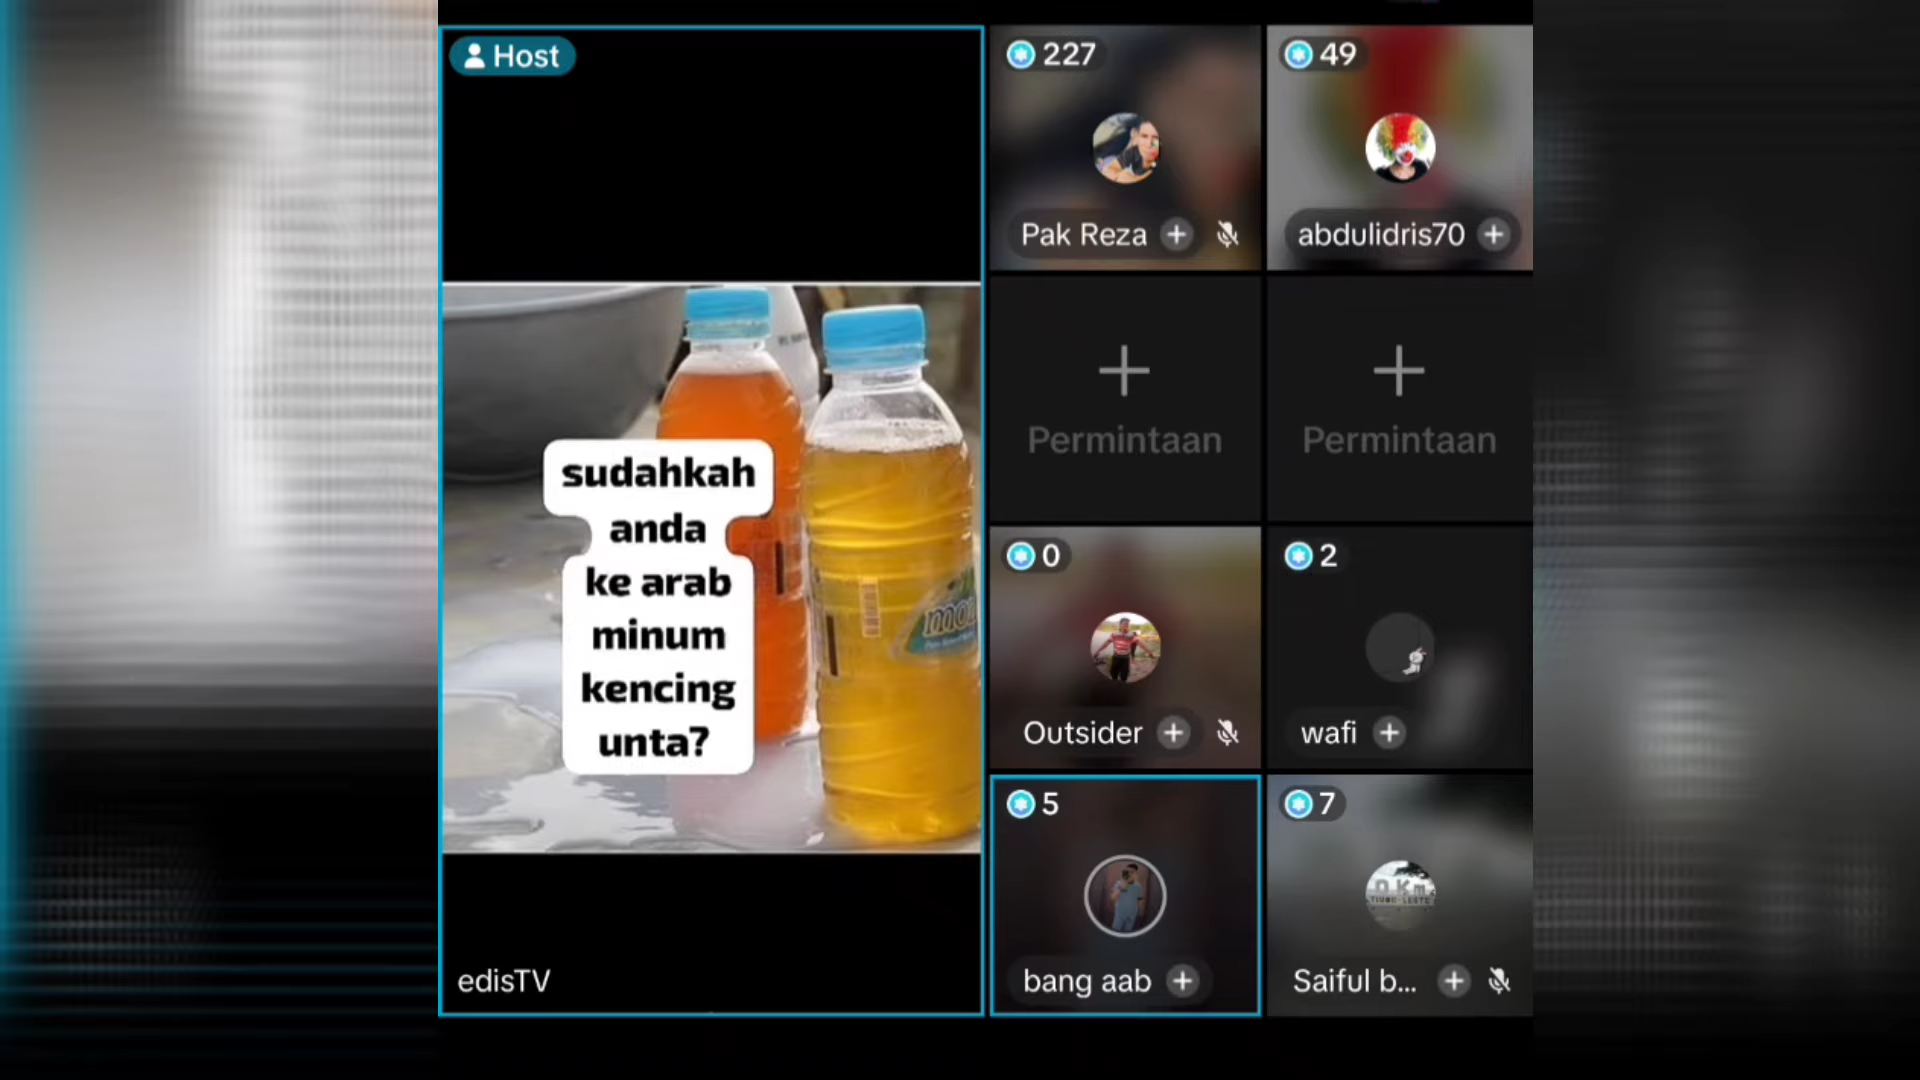 Host
227
49
Pak Reza
abdulidris70
sudahkah
anda
ke arab
minum
kencing
unta?
Permintaan
Permintaan
0
2
Outsider
wafi
5
7
edisTV
bang aab
Saiful b...